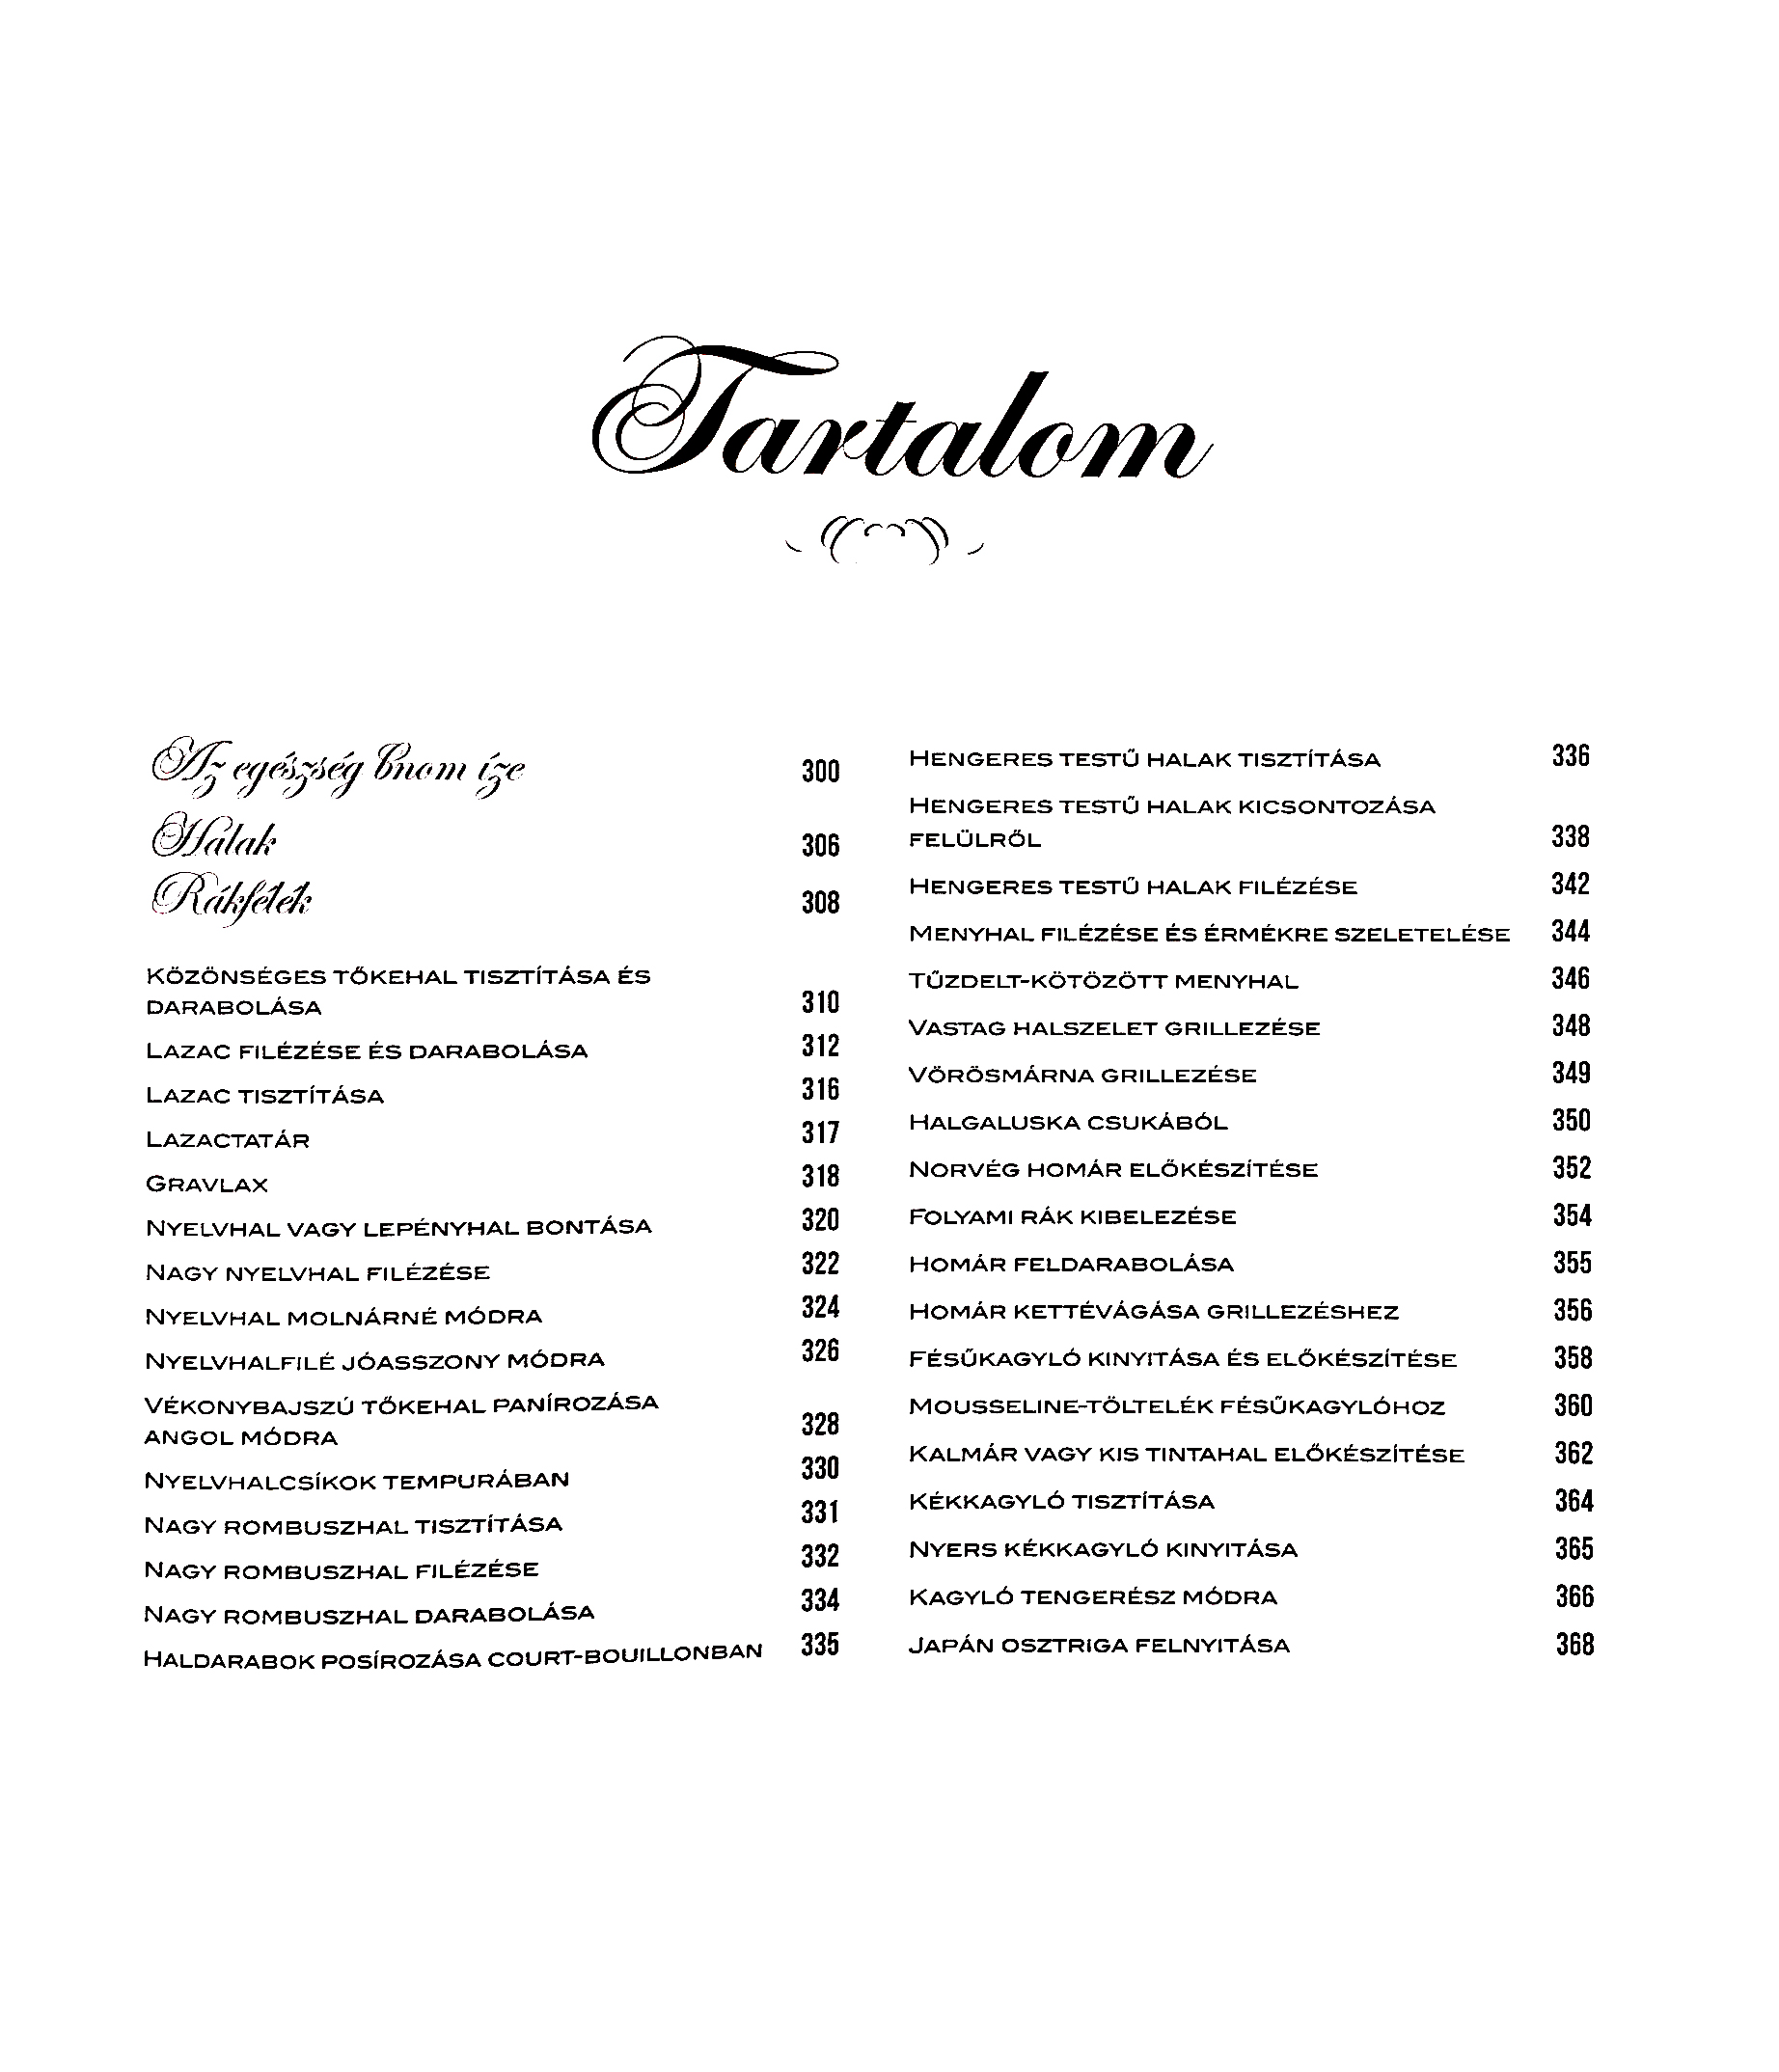 Tartalom
Az egészség finom íze 300
Halak 306
Rákfélék 308
Közönséges tőkehal tisztítása és
darabolása 310
Lazac filézése és darabolása 312
Lazac tisztítása 316
Lazactatár 317
Gravlax 318
Nyelvhal vagy lepényhal bontása 320
Nagy nyelvhal filézése 322
Nyelvhal molnárné módra 324
Nyelvhalfilé jóasszony módra 326
Vékonybajszú tőkehal panírozása
angol módra 328
Nyelvhalcsíkok tempurában 330
Nagy rombuszhal tisztítása 331
Nagy rombuszhal filézése 332
Nagy rombuszhal darabolása 334
Haldarabok posírozása court-bouillonban 335
Hengeres testű halak tisztítása 336
Hengeres testű halak kicsontozása
felülről 338
Hengeres testű halak filézése 342
Menyhal filézése és érmékre szeletelése 344
Tűzdelt-kötözött menyhal 346
Vastag halszelet grillezése 348
Vörösmárna grillezése 349
Halgaluska csukából 350
Norvég homár előkészítése 352
Folyami rák kibelezése 354
Homár feldarabolása 355
Homár kettévágása grillezéshez 356
Fésűkagyló kinyitása és előkészítése 358
Mousseline-töltelék fésűkagylóhoz 360
Kalmár vagy kis tintahal előkészítése 362
Kékkagyló tisztítása 364
Nyers kékkagyló kinyitása 365
Kagyló tengerész módra 366
Japán osztriga felnyitása 368